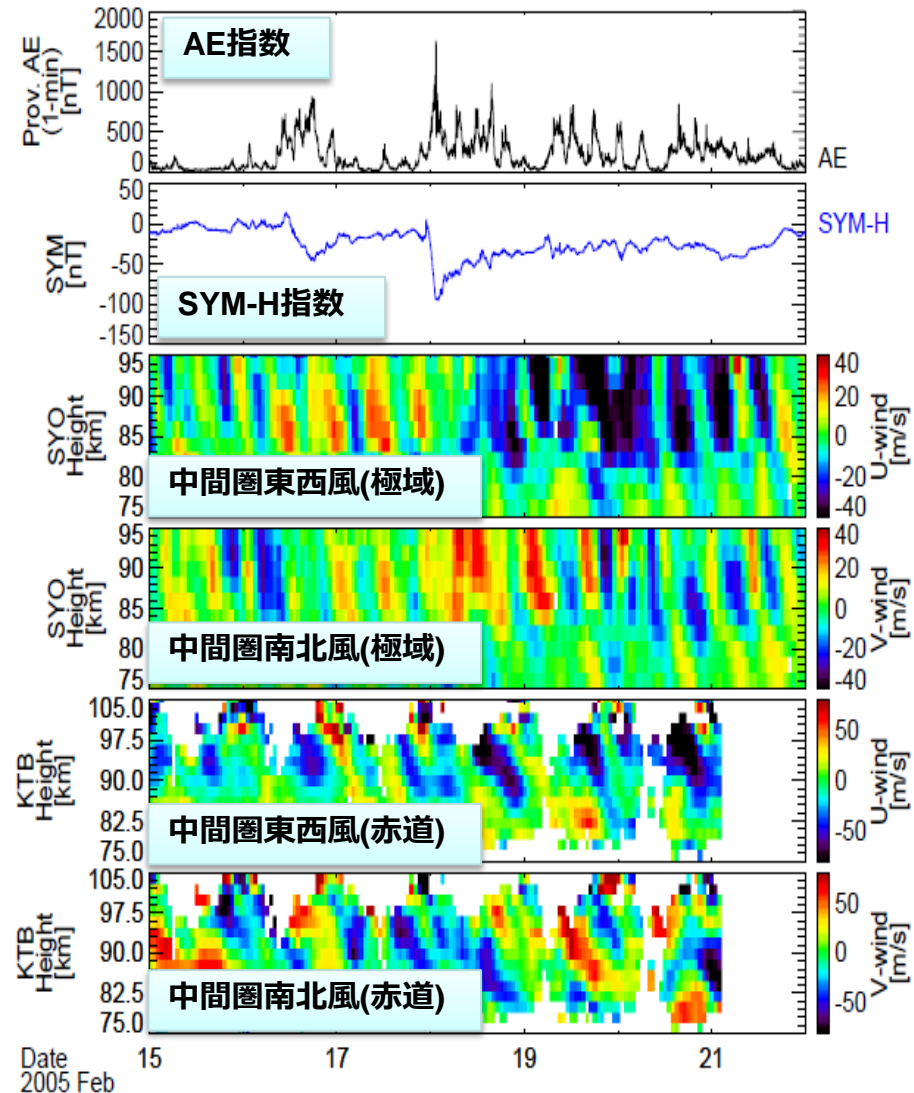 2000
1500
1000
500
0
Prov. AE
(1-min)
[nT]
AE指数
AE
50
0
-50
-100
-150
SYM
[nT]
SYM-H指数
SYM-H
95
90
85
80
75
SYO
Height
[km]
中間圏東西風(極域)
40
20
0
-20
-40
U-wind
[m/s]
95
90
85
80
75
SYO
Height
[km]
中間圏南北風(極域)
40
20
0
-20
-40
V-wind
[m/s]
105.0
97.5
90.0
82.5
75.0
KTB
Height
[km]
中間圏東西風(赤道)
50
0
-50
U-wind
[m/s]
105.0
97.5
90.0
82.5
75.0
KTB
Height
[km]
中間圏南北風(赤道)
50
0
-50
V-wind
[m/s]
Date 15 17 19 21
2005 Feb